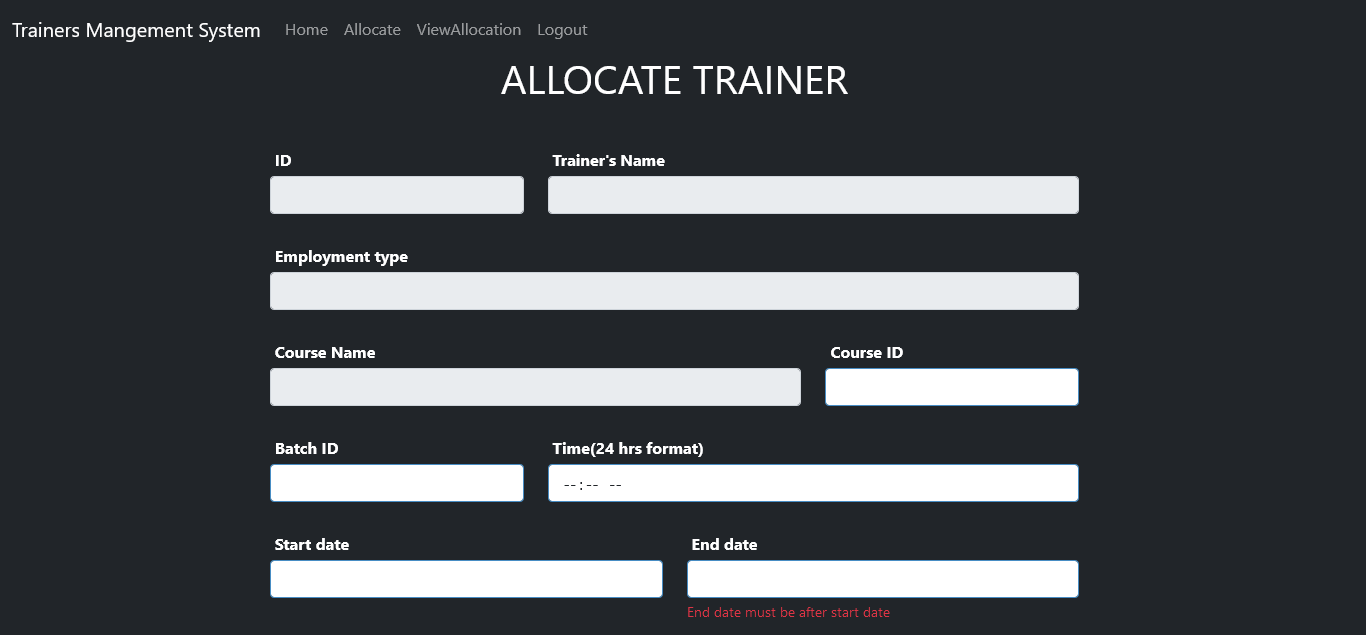 Trainers Mangement System Home Allocate ViewAllocation Logout
ALLOCATE TRAINER
ID Trainer's Name
Employment type
Course Name Course ID
Batch ID Time(24 hrs format)
--:-- --
Start date End date
End date must be after start date